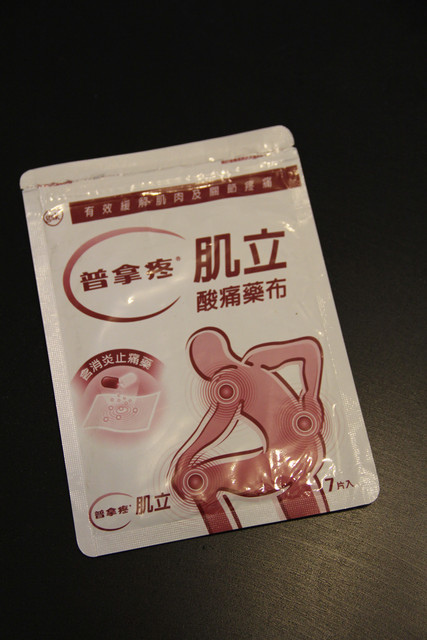 有效緩解肌肉及關節疼痛
普拿疼®
肌立
酸痛藥布
含消炎止痛藥
普拿疼®
肌立
7片入